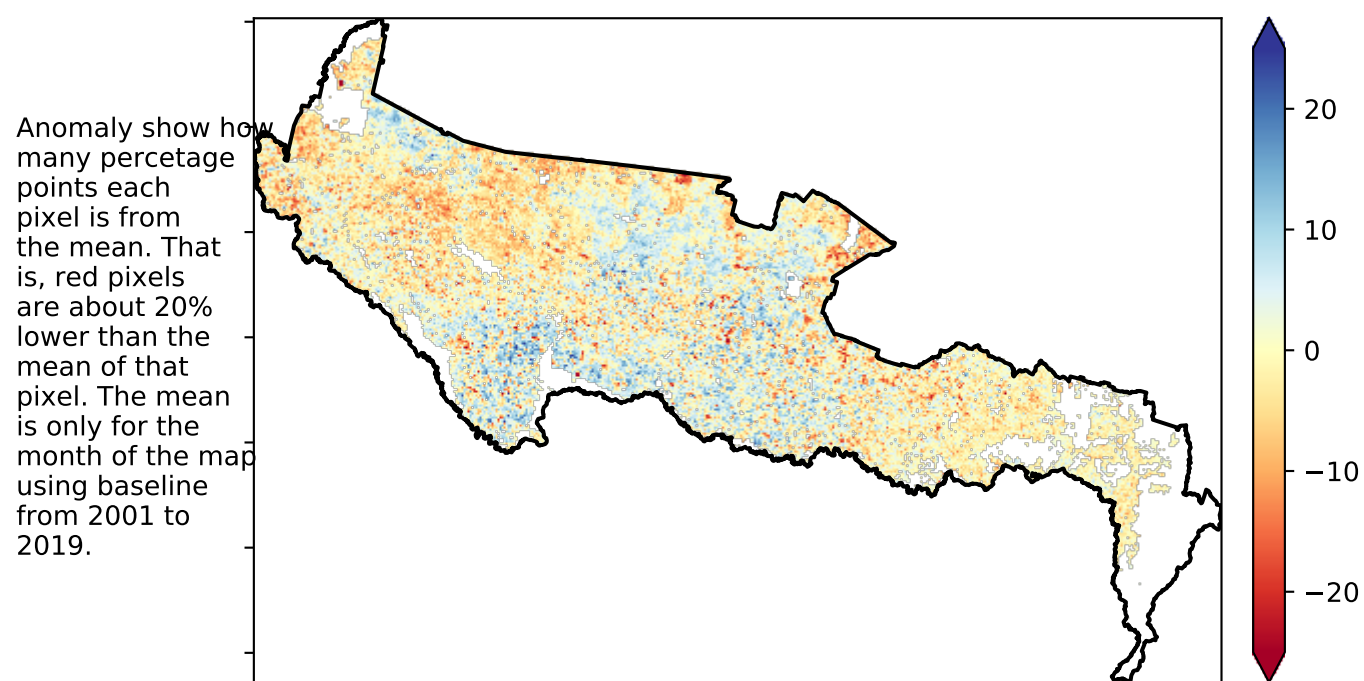 Anomaly show how
many percetage
points each
pixel is from
the mean. That
is, red pixels
are about 20%
lower than the
mean of that
pixel. The mean
is only for the
month of the map
using baseline
from 2001 to
2019.
20
10
0
−10
−20